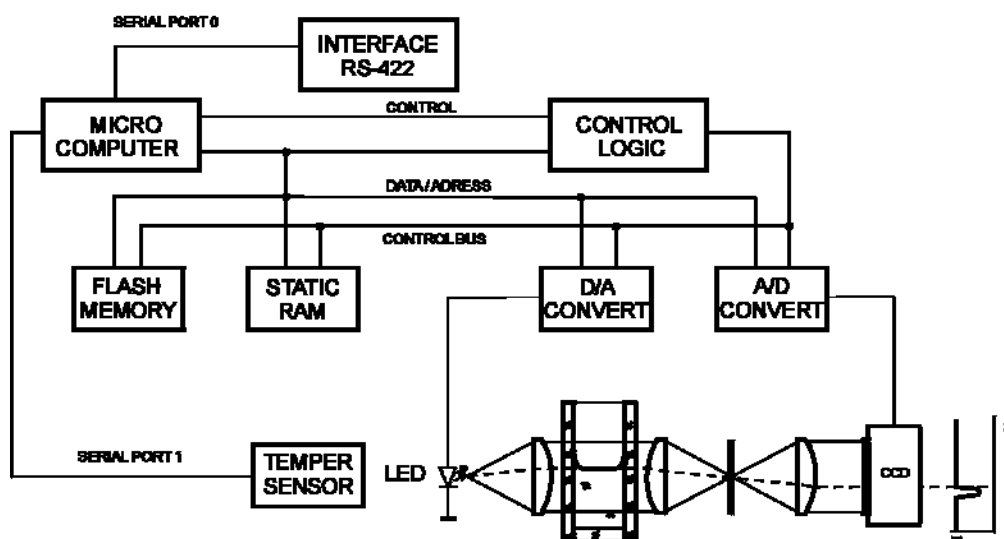 SERIAL PORT 0
INTERFACE
RS-422
CONTROL
MICRO
COMPUTER
CONTROL
LOGIC
DATA / ADRESS
CONTROL BUS
FLASH
MEMORY
STATIC
RAM
D/A
CONVERT
A/D
CONVERT
SERIAL PORT 1
TEMPER
SENSOR
LED
CCD